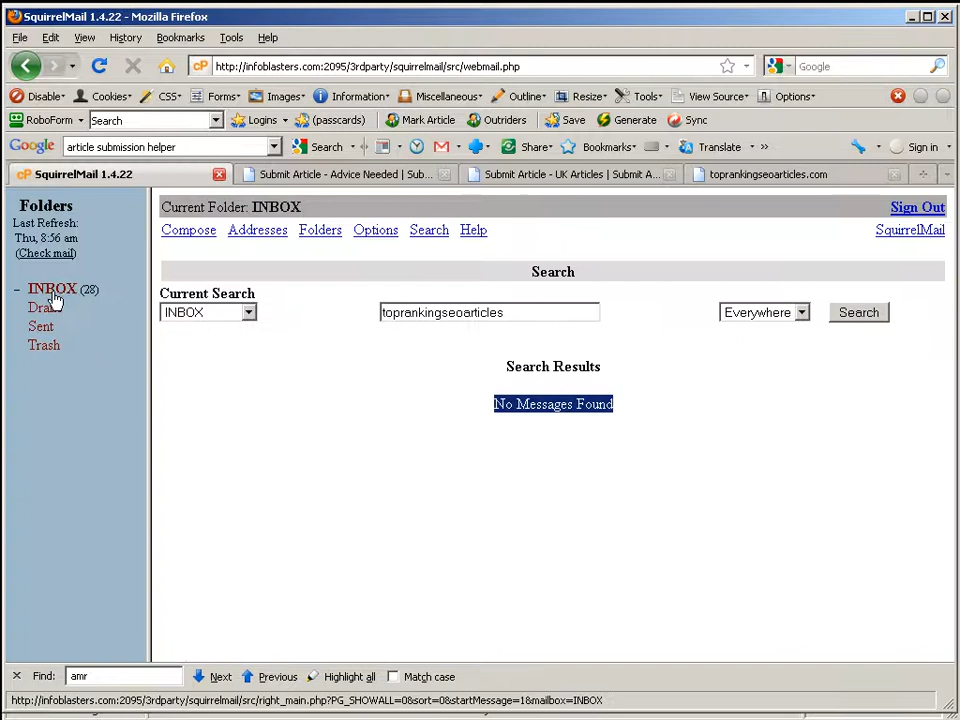 SquirrelMail 1.4.22 - Mozilla Firefox
File Edit View History Bookmarks Tools Help
cP http://infoblasters.com:2095/3rdparty/squirrelmail/src/webmail.php Google
Disable Cookies CSS Forms Images Information Miscellaneous Outline Resize Tools View Source Options
RoboForm Search Logins (passcards) Mark Article Outriders Save Generate Sync
Google article submission helper Search Share Bookmarks Translate » Sign in
cP SquirrelMail 1.4.22 Submit Article - Advice Needed | Sub... Submit Article - UK Articles | Submit A... toprankingseoarticles.com
Folders
Last Refresh:
Thu, 8:56 am
(Check mail)
– INBOX (28)
Sent
Trash
Current Folder: INBOX Sign Out
Compose Addresses Folders Options Search Help SquirrelMail
Search
Current Search
INBOX toprankingseoarticles Everywhere Search
Search Results
No Messages Found
Find: amr Next Previous Highlight all Match case
http://infoblasters.com:2095/3rdparty/squirrelmail/src/right_main.php?PG_SHOWALL=0&sort=0&startMessage=1&mailbox=INBOX